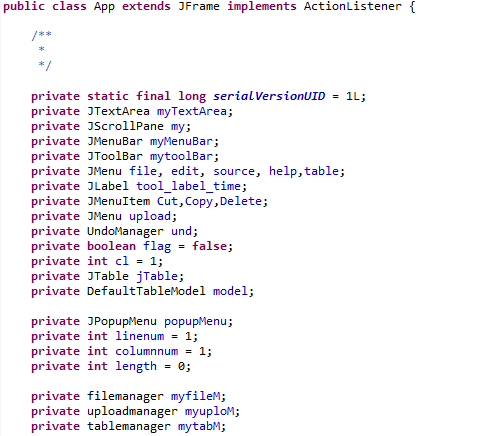 public class App extends JFrame implements ActionListener {
/**
*
*/
private static final long serialVersionUID = 1L;
private JTextArea myTextArea;
private JScrollPane my;
private JMenuBar myMenuBar;
private JToolBar mytoolBar;
private JMenu file, edit, source, help,table;
private JLabel tool_label_time;
private JMenuItem Cut,Copy,Delete;
private JMenu upload;
private UndoManager und;
private boolean flag = false;
private int cl = 1;
private JTable jTable;
private DefaultTableModel model;
private JPopupMenu popupMenu;
private int linenum = 1;
private int columnnum = 1;
private int length = 0;
private filemanager myfileM;
private uploadmanager myuploM;
private tablemanager mytabM;